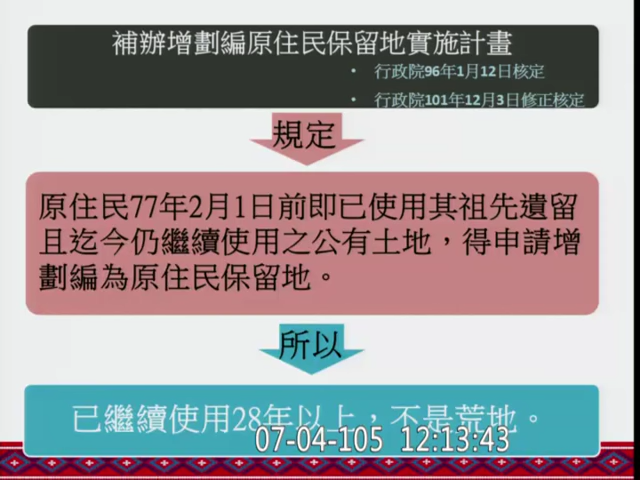 補辦增劃編原住民保留地實施計畫
• 行政院96年1月12日核定
• 行政院101年12月3日修正核定
規定
原住民77年2月1日前即已使用其祖先遺留
且迄今仍繼續使用之公有土地，得申請增
劃編為原住民保留地。
所以
已繼續使用28年以上，不是荒地。
07-04-105 12:13:43